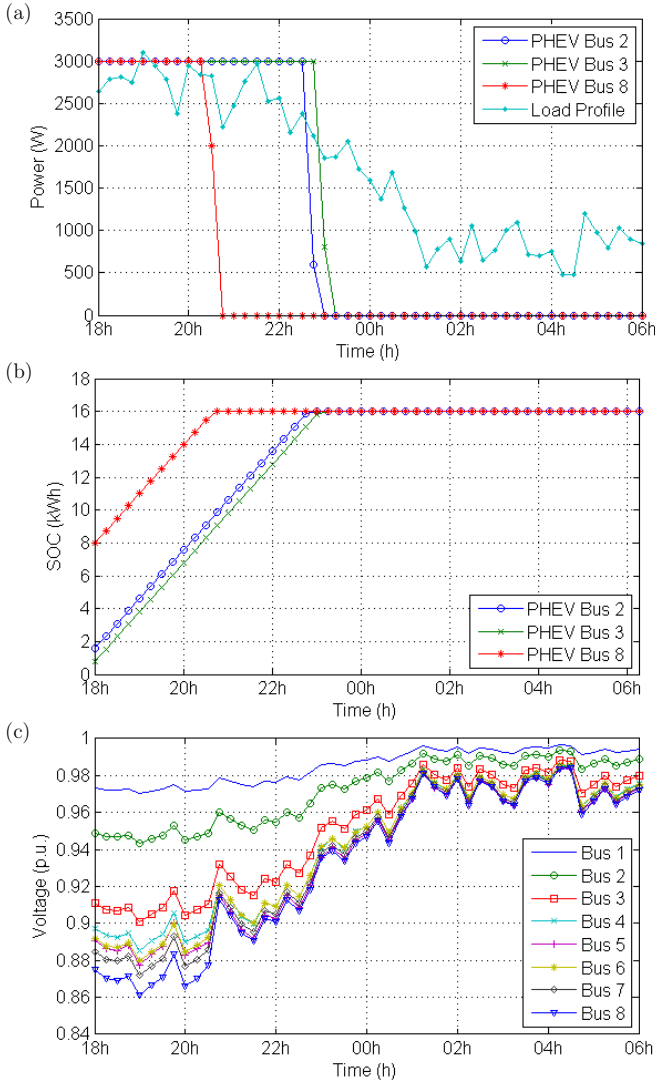 (a)
3500
3000
2500
2000
1500
1000
500
0
Power (W)
PHEV Bus 2
PHEV Bus 3
PHEV Bus 8
Load Profile
18h 20h 22h 00h 02h 04h 06h
Time (h)
(b)
18
16
14
12
10
8
6
4
2
0
SOC (kWh)
PHEV Bus 2
PHEV Bus 3
PHEV Bus 8
18h 20h 22h 00h 02h 04h 06h
Time (h)
(c)
1
0.98
0.96
0.94
0.92
0.9
0.88
0.86
0.84
Voltage (p.u.)
Bus 1
Bus 2
Bus 3
Bus 4
Bus 5
Bus 6
Bus 7
Bus 8
18h 20h 22h 00h 02h 04h 06h
Time (h)